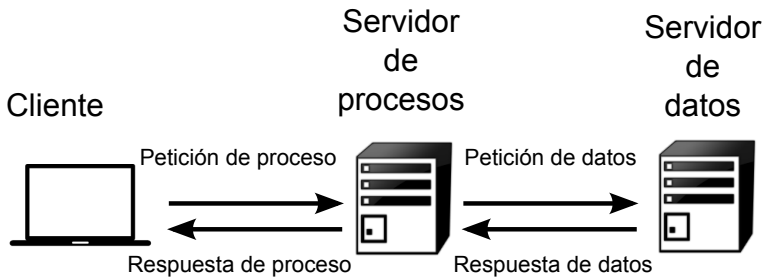 Cliente
Servidor
de
procesos
Servidor
de
datos
Petición de proceso
Petición de datos
Respuesta de proceso
Respuesta de datos